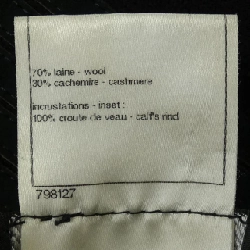 70% laine - wool
30% cachemire - cashmere
incrustations - inset :
100% croute de veau - calf's rind
798127